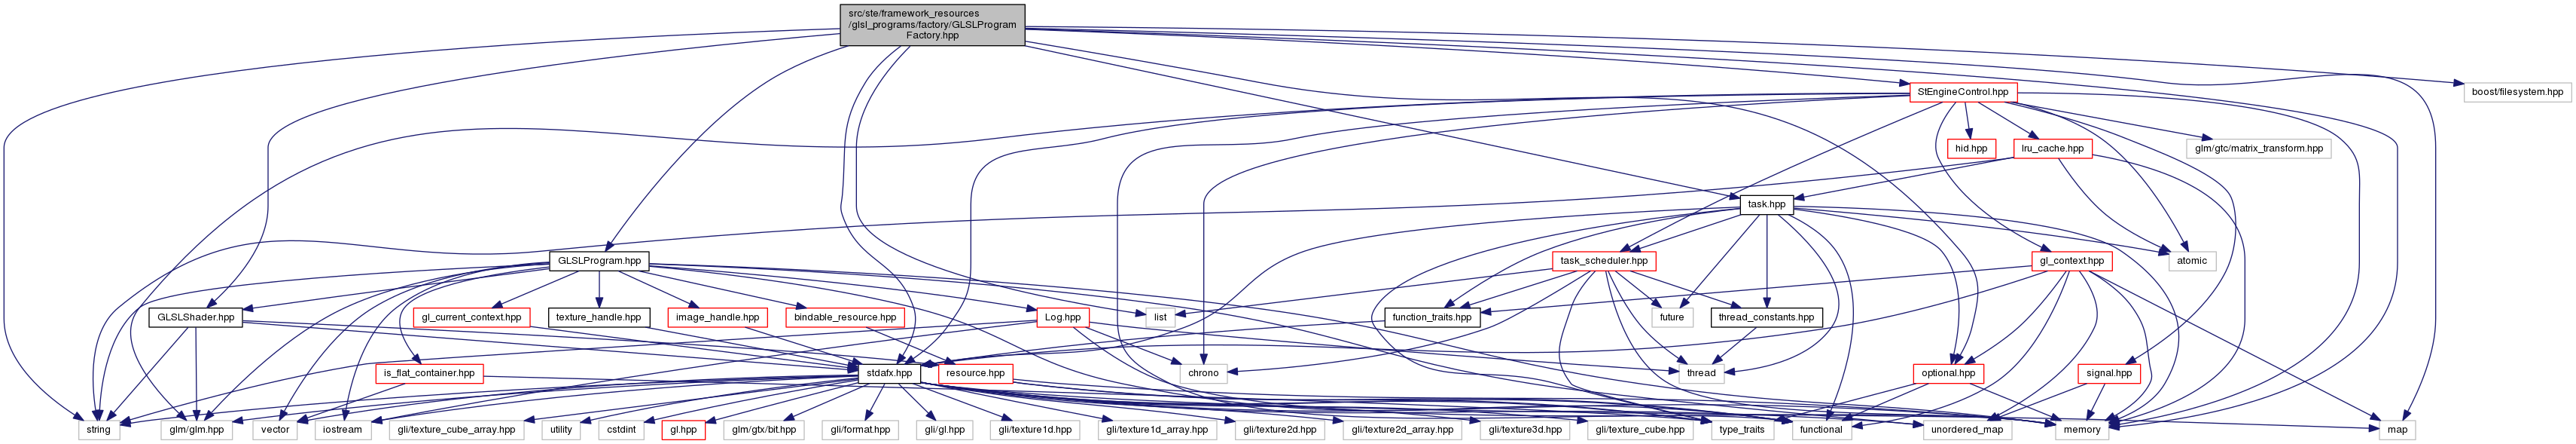 src/ste/framework_resources
/glsl_programs/factory/GLSLProgram
Factory.hpp
StEngineControl.hpp
boost/filesystem.hpp
hid.hpp
lru_cache.hpp
glm/gtc/matrix_transform.hpp
task.hpp
GLSLProgram.hpp
task_scheduler.hpp
gl_context.hpp
atomic
GLSLShader.hpp
gl_current_context.hpp
texture_handle.hpp
image_handle.hpp
bindable_resource.hpp
Log.hpp
list
function_traits.hpp
future
thread_constants.hpp
is_flat_container.hpp
stdafx.hpp
resource.hpp
chrono
thread
optional.hpp
signal.hpp
string
glm/glm.hpp
vector
iostream
gli/texture_cube_array.hpp
utility
cstdint
gl.hpp
glm/gtx/bit.hpp
gli/format.hpp
gli/gl.hpp
gli/texture1d.hpp
gli/texture1d_array.hpp
gli/texture2d.hpp
gli/texture2d_array.hpp
gli/texture3d.hpp
gli/texture_cube.hpp
type_traits
functional
unordered_map
memory
map